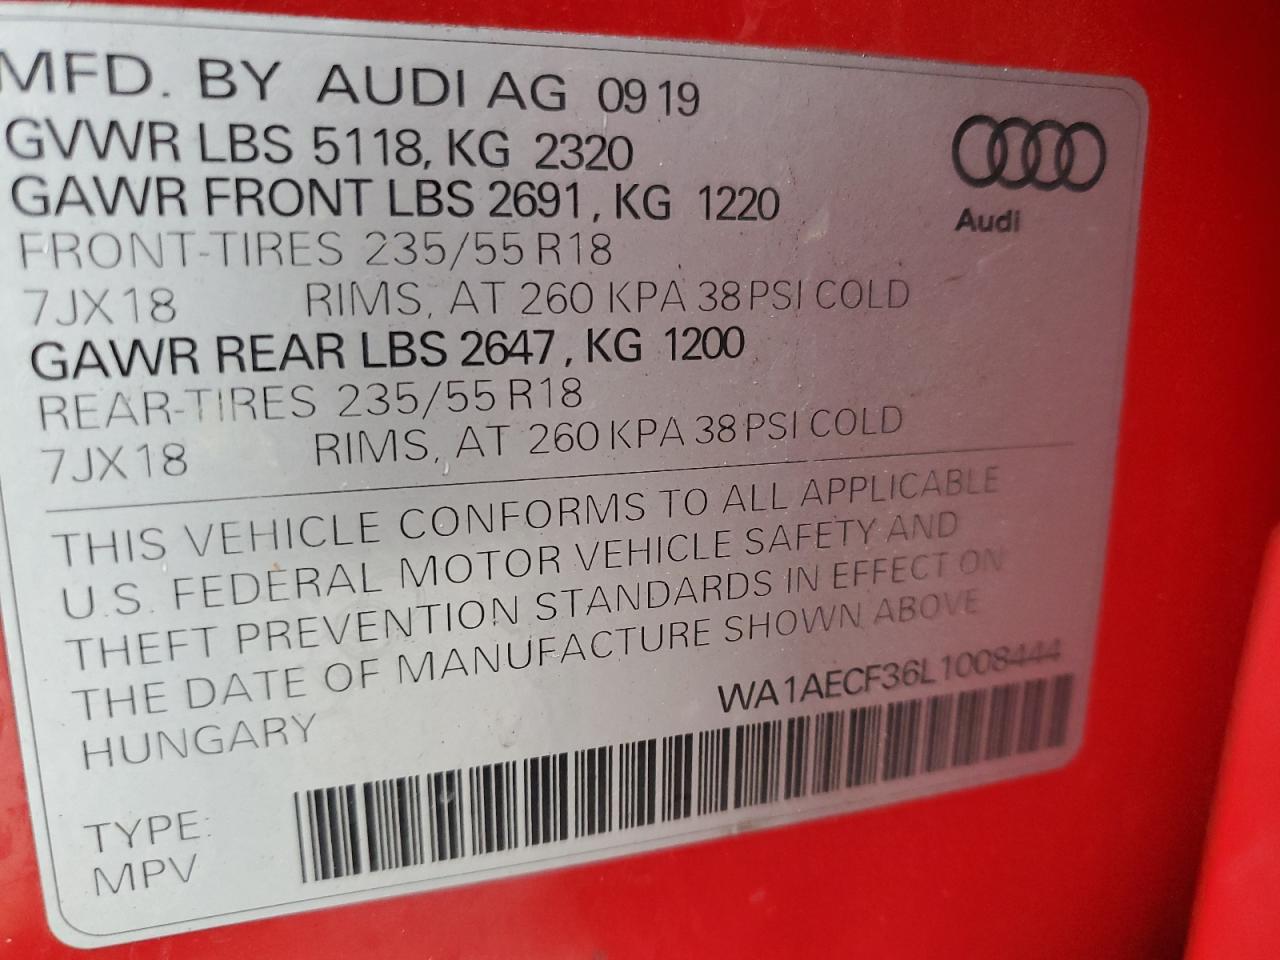 MFD. BY AUDI AG 09 19
GVWR LBS 5118, KG 2320
GAWR FRONT LBS 2691, KG 1220
FRONT-TIRES 235/55 R18
7JX18 RIMS, AT 260 KPA 38 PSI COLD
GAWR REAR LBS 2647, KG 1200
REAR-TIRES 235/55 R18
7JX18 RIMS, AT 260 KPA 38 PSI COLD
Audi
THIS VEHICLE CONFORMS TO ALL APPLICABLE
U.S. FEDERAL MOTOR VEHICLE SAFETY AND
THEFT PREVENTION STANDARDS IN EFFECT ON
THE DATE OF MANUFACTURE SHOWN ABOVE
HUNGARY
WA1AECF36L1008444
TYPE:
MPV